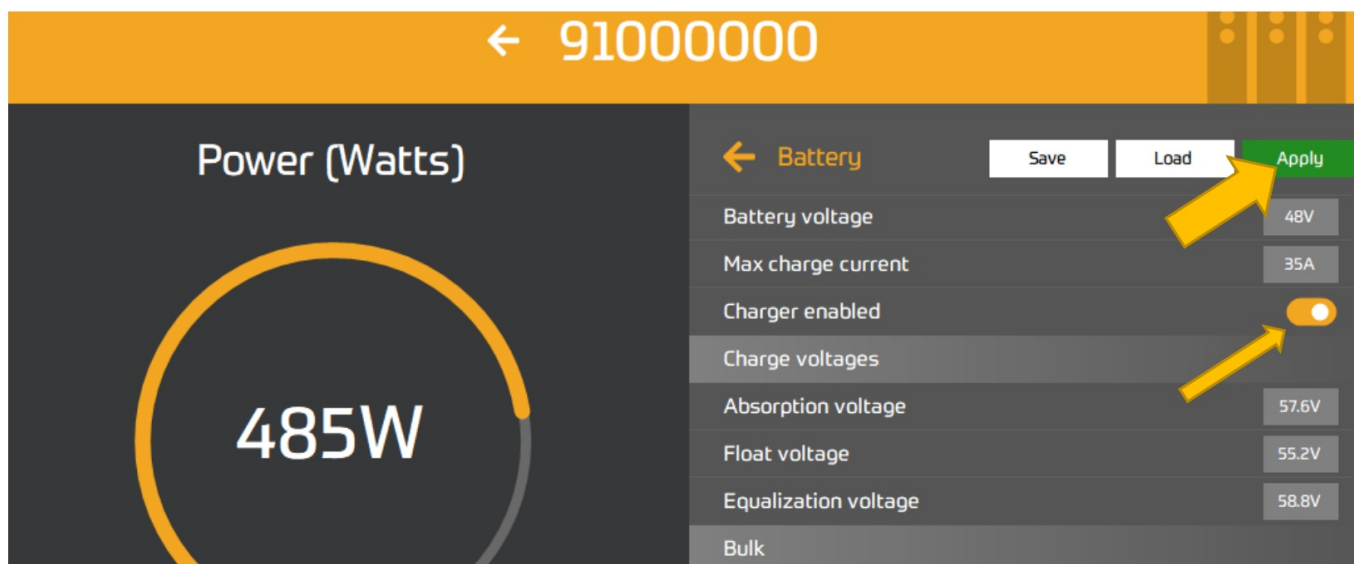 91000000
Power (Watts)
485W
Battery
Save
Load
Apply
Battery voltage 48V
Max charge current 35A
Charger enabled
Charge voltages
Absorption voltage 57.6V
Float voltage 55.2V
Equalization voltage 58.8V
Bulk